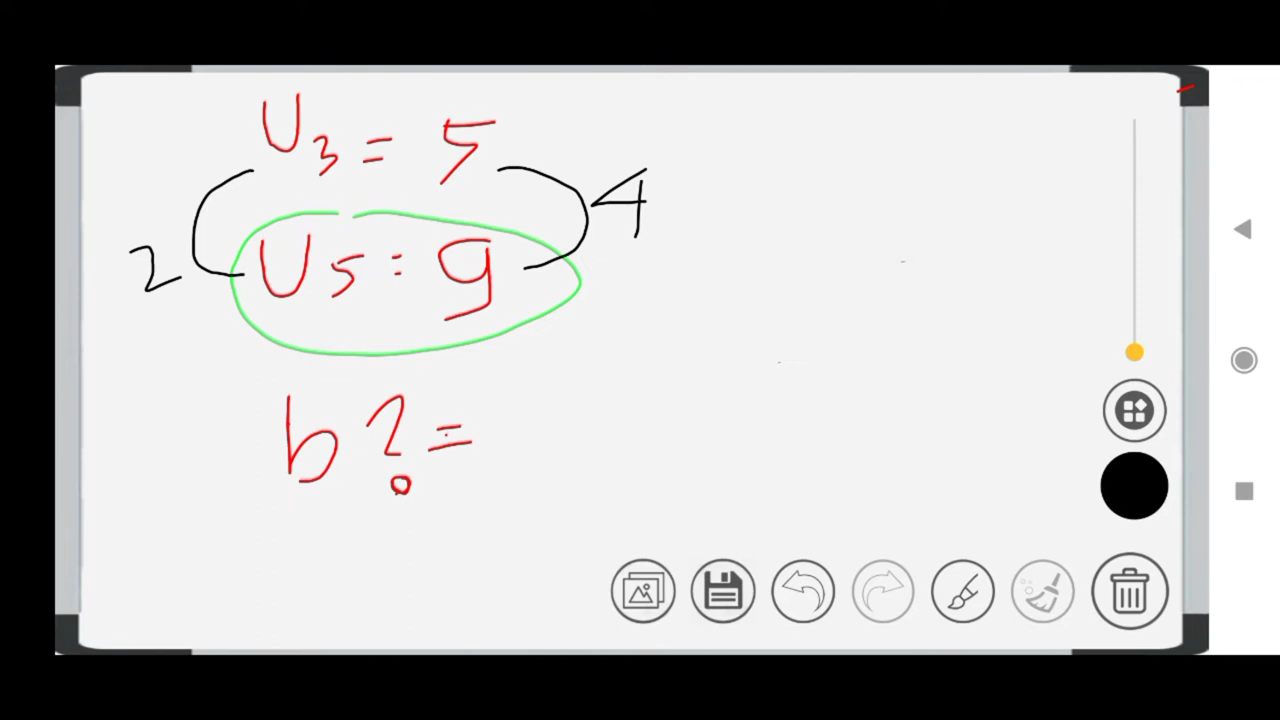 U3 = 5
4
2
U5 = 9
b ? =